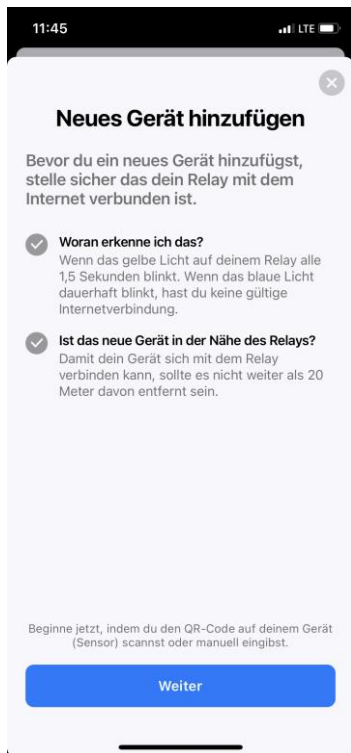 11:45
LTE
Neues Gerät hinzufügen
Bevor du ein neues Gerät hinzufügst,
stelle sicher das dein Relay mit dem
Internet verbunden ist.
Woran erkenne ich das?
Wenn das gelbe Licht auf deinem Relay alle
1,5 Sekunden blinkt. Wenn das blaue Licht
dauerhaft blinkt, hast du keine gültige
Internetverbindung.
Ist das neue Gerät in der Nähe des Relays?
Damit dein Gerät sich mit dem Relay
verbinden kann, sollte es nicht weiter als 20
Meter davon entfernt sein.
Beginne jetzt, indem du den QR-Code auf deinem Gerät
(Sensor) scannst oder manuell eingibst.
Weiter